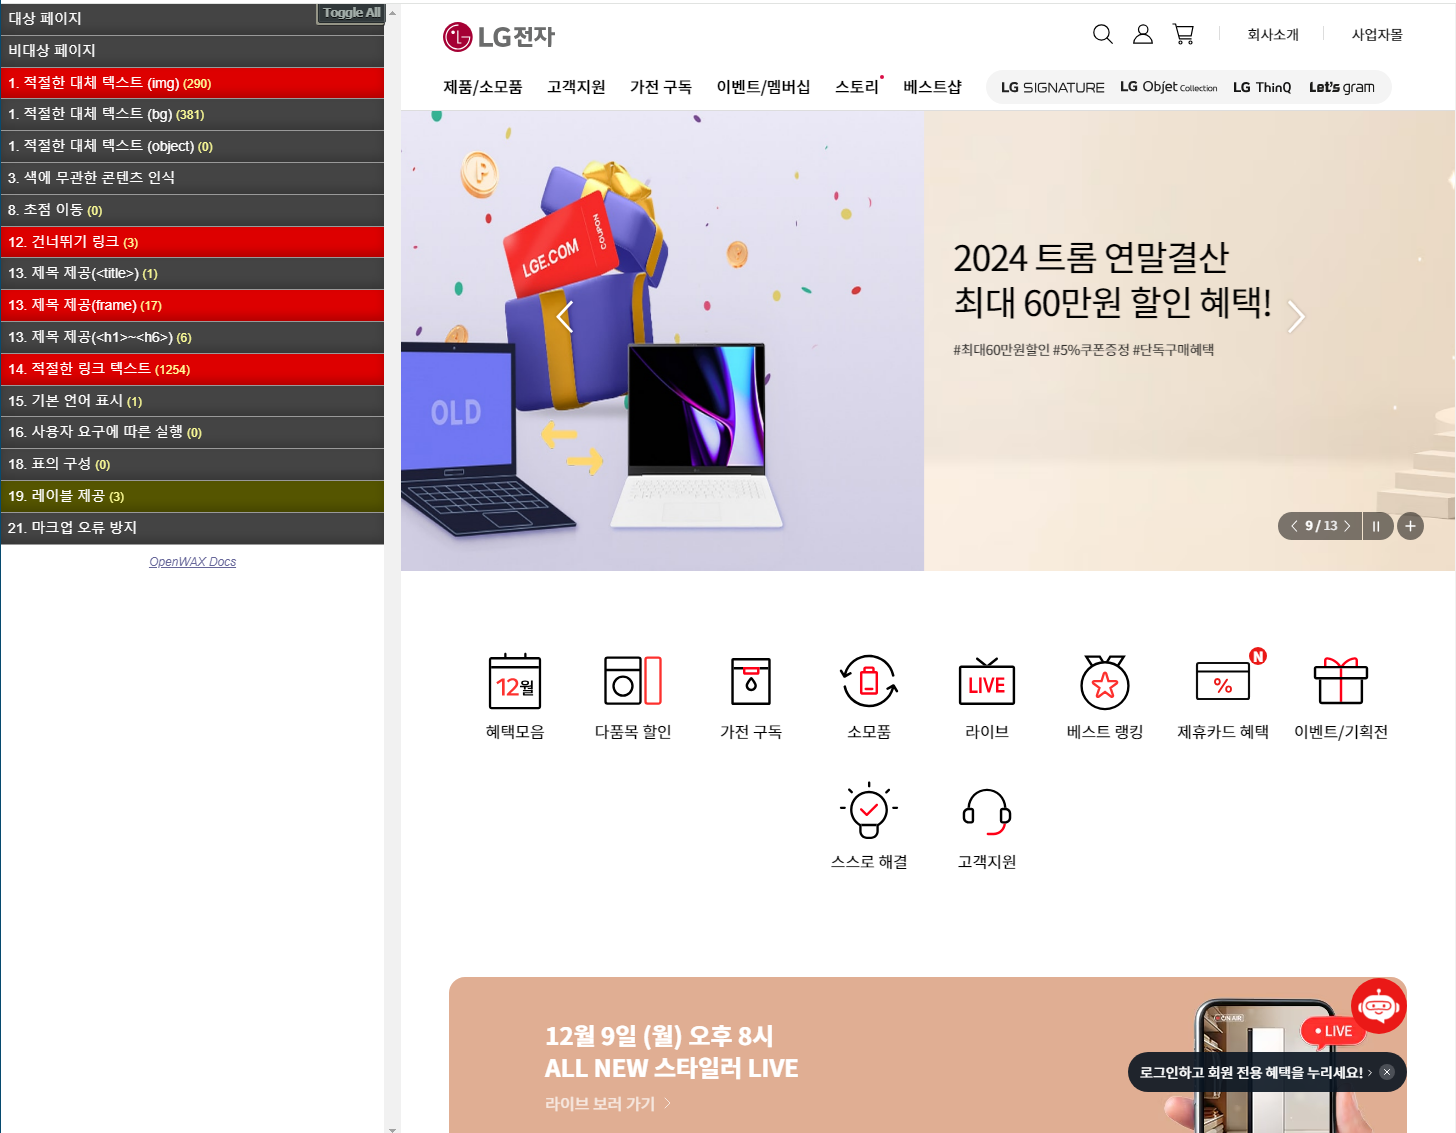 대상 페이지
Toggle All
비대상 페이지
1. 적절한 대체 텍스트 (img) (290)
1. 적절한 대체 텍스트 (bg) (381)
1. 적절한 대체 텍스트 (object) (0)
3. 색에 무관한 콘텐츠 인식
8. 초점 이동 (0)
12. 건너뛰기 링크 (3)
13. 제목 제공(<title>) (1)
13. 제목 제공(frame) (17)
13. 제목 제공(<h1>~<h6>) (6)
14. 적절한 링크 텍스트 (1254)
15. 기본 언어 표시 (1)
16. 사용자 요구에 따른 실행 (0)
18. 표의 구성 (0)
19. 레이블 제공 (3)
21. 마크업 오류 방지
OpenWAX Docs
LG전자
회사소개 사업자몰
제품/소모품 고객지원 가전 구독 이벤트/멤버십 스토리 베스트샵 LG SIGNATURE LG Objet Collection LG ThinQ Let's gram
COUPON
LGE.COM
OLD
2024 트롬 연말결산
최대 60만원 할인 혜택!
#최대60만원할인 #5%쿠폰증정 #단독구매혜택
9 / 13
12월
LIVE
N
%
혜택모음 다품목 할인 가전 구독 소모품 라이브 베스트 랭킹 제휴카드 혜택 이벤트/기획전
스스로 해결 고객지원
12월 9일 (월) 오후 8시
ALL NEW 스타일러 LIVE
라이브 보러 가기
ON AIR
LIVE
로그인하고 회원 전용 혜택을 누리세요!